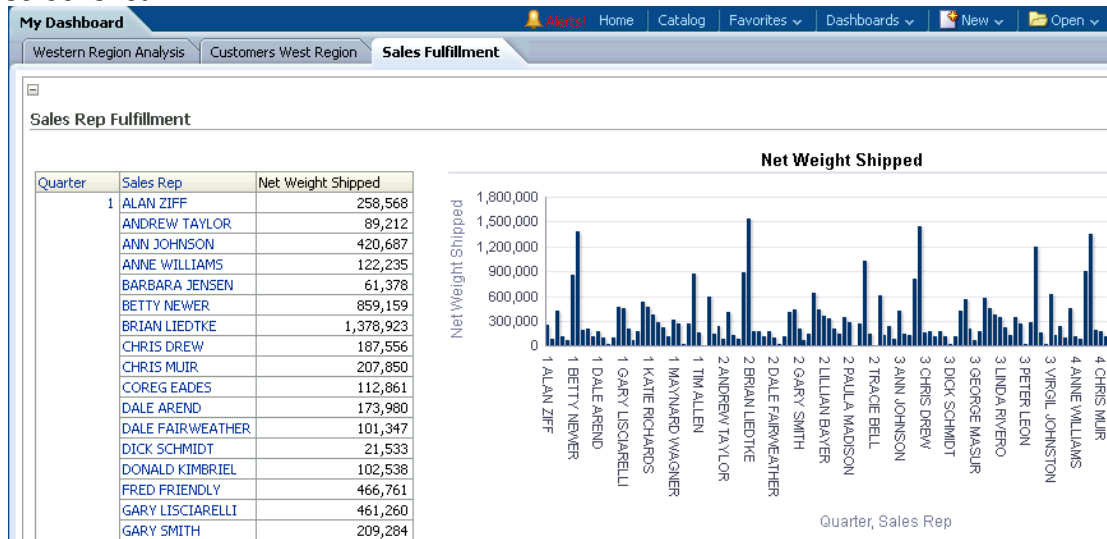 My Dashboard Alerts! Home Catalog Favorites Dashboards New Open
Western Region Analysis Customers West Region Sales Fulfillment
Sales Rep Fulfillment
Quarter Sales Rep Net Weight Shipped
1 ALAN ZIFF 258,568
ANDREW TAYLOR 89,212
ANN JOHNSON 420,687
ANNE WILLIAMS 122,235
BARBARA JENSEN 61,378
BETTY NEWER 859,159
BRIAN LIEDTKE 1,378,923
CHRIS DREW 187,556
CHRIS MUIR 207,850
COREG EADES 112,861
DALE AREND 173,980
DALE FAIRWEATHER 101,347
DICK SCHMIDT 21,533
DONALD KIMBRIEL 102,538
FRED FRIENDLY 466,761
GARY LISCIARELLI 461,260
GARY SMITH 209,284
Net Weight Shipped
Net Weight Shipped
1,800,000
1,500,000
1,200,000
900,000
600,000
300,000
0
1 ALAN ZIFF
1 BETTY NEWER
1 DALE AREND
1 GARY LISCIARELLI
1 KATIE RICHARDS
1 MAYNARD WAGNER
1 TIM ALLEN
2 ANDREW TAYLOR
2 BRIAN LIEDTKE
2 DALE FAIRWEATHER
2 GARY SMITH
2 LILLIAN BAYER
2 PAULA MADISON
2 TRACIE BELL
3 ANN JOHNSON
3 CHRIS DREW
3 DICK SCHMIDT
3 GEORGE MASUR
3 LINDA RIVERO
3 PETER LEON
3 VIRGIL JOHNSTON
4 ANNE WILLIAMS
4 CHRIS MUIR
Quarter, Sales Rep